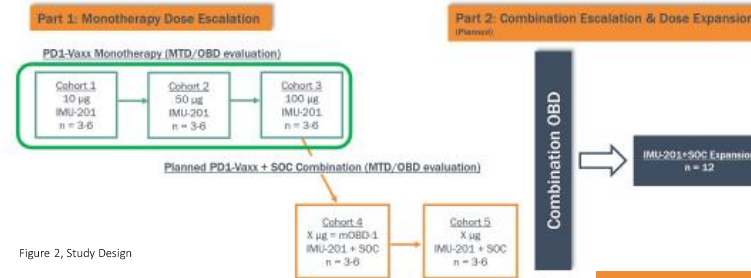 Part 1: Monotherapy Dose Escalation
Part 2: Combination Escalation & Dose Expansion
(Planned)
PD1-Vaxx Monotherapy (MTD/OBD evaluation)
Cohort 1
10 µg
IMU-201
n = 3-6
Cohort 2
50 µg
IMU-201
n = 3-6
Cohort 3
100 µg
IMU-201
n = 3-6
Planned PD1-Vaxx + SOC Combination (MTD/OBD evaluation)
Cohort 4
X µg = mOBD-1
IMU-201 + SOC
n = 3-6
Cohort 5
X µg
IMU-201 + SOC
n = 3-6
Combination OBD
IMU-201+SOC Expansion
n = 12
Figure 2, Study Design